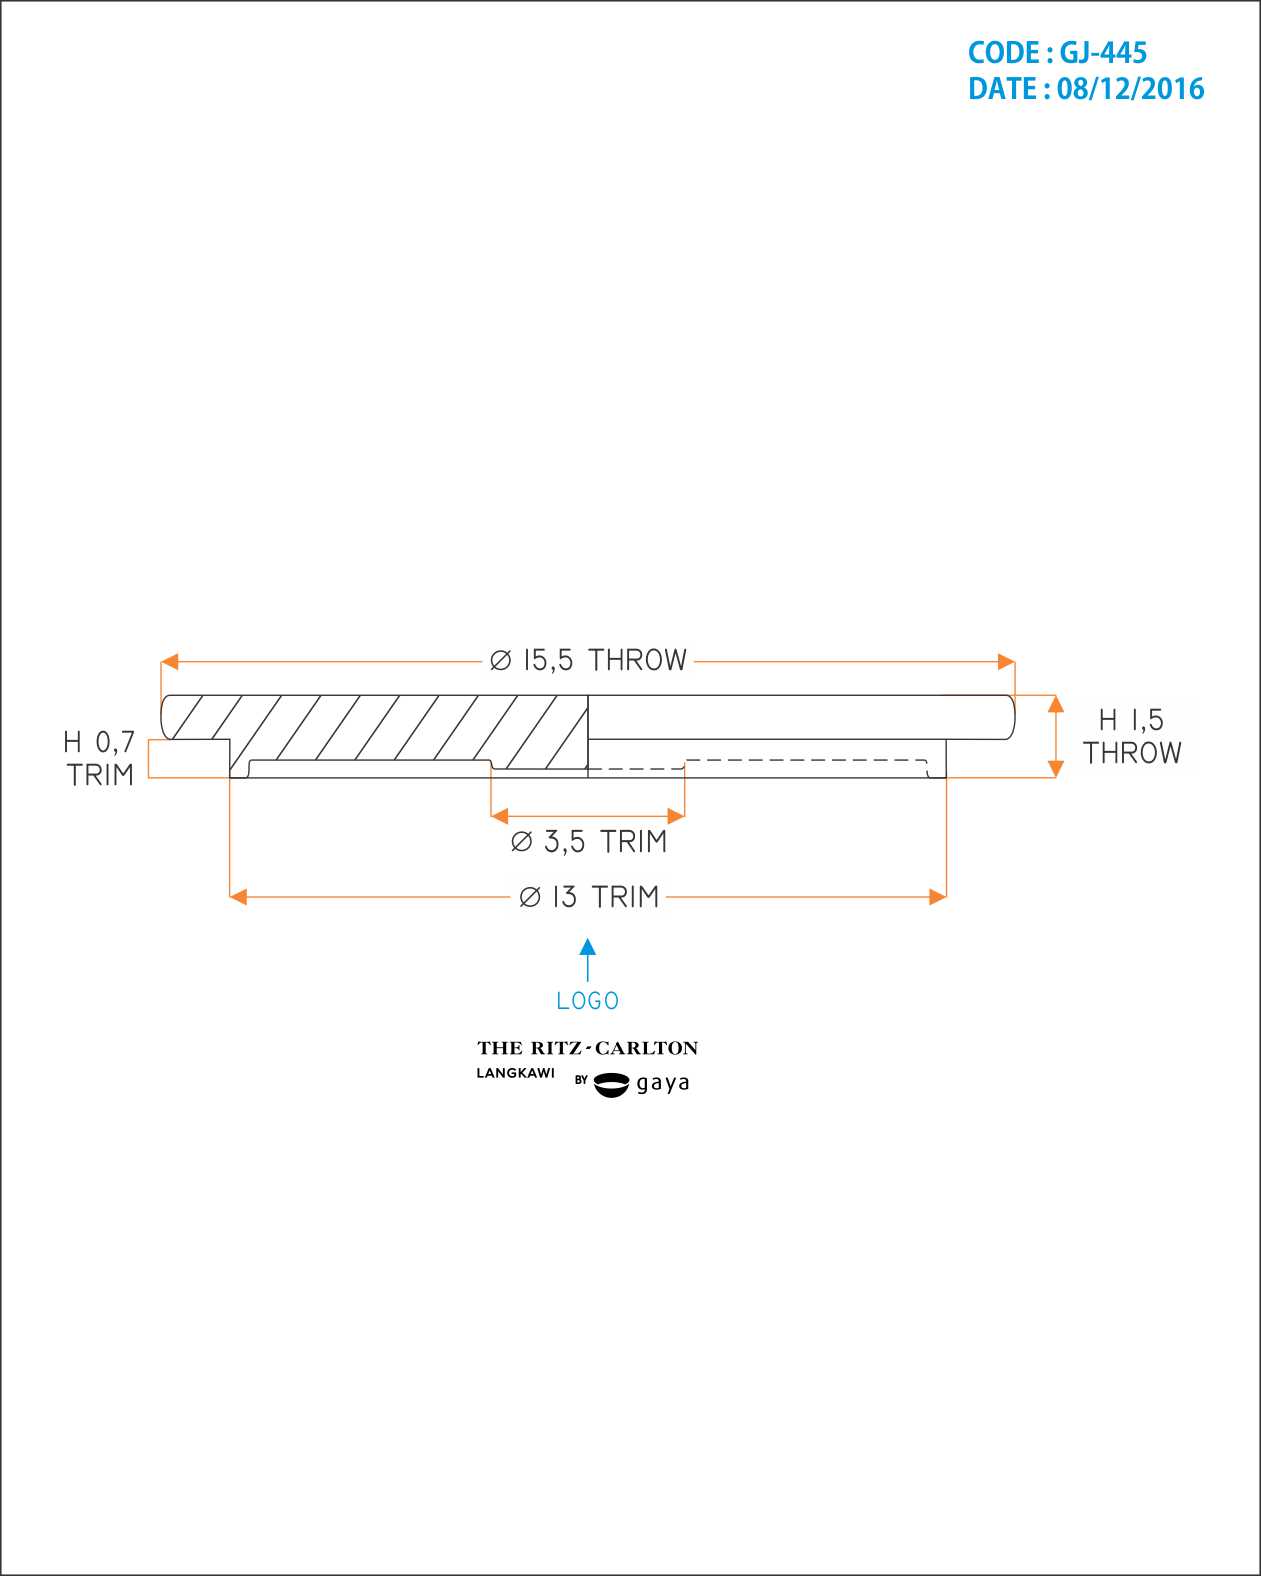 CODE : GJ-445
DATE : 08/12/2016
Ø 15,5 THROW
H 0,7
TRIM
H 1,5
THROW
Ø 3,5 TRIM
Ø 13 TRIM
LOGO
THE RITZ-CARLTON
LANGKAWI
BY gaya